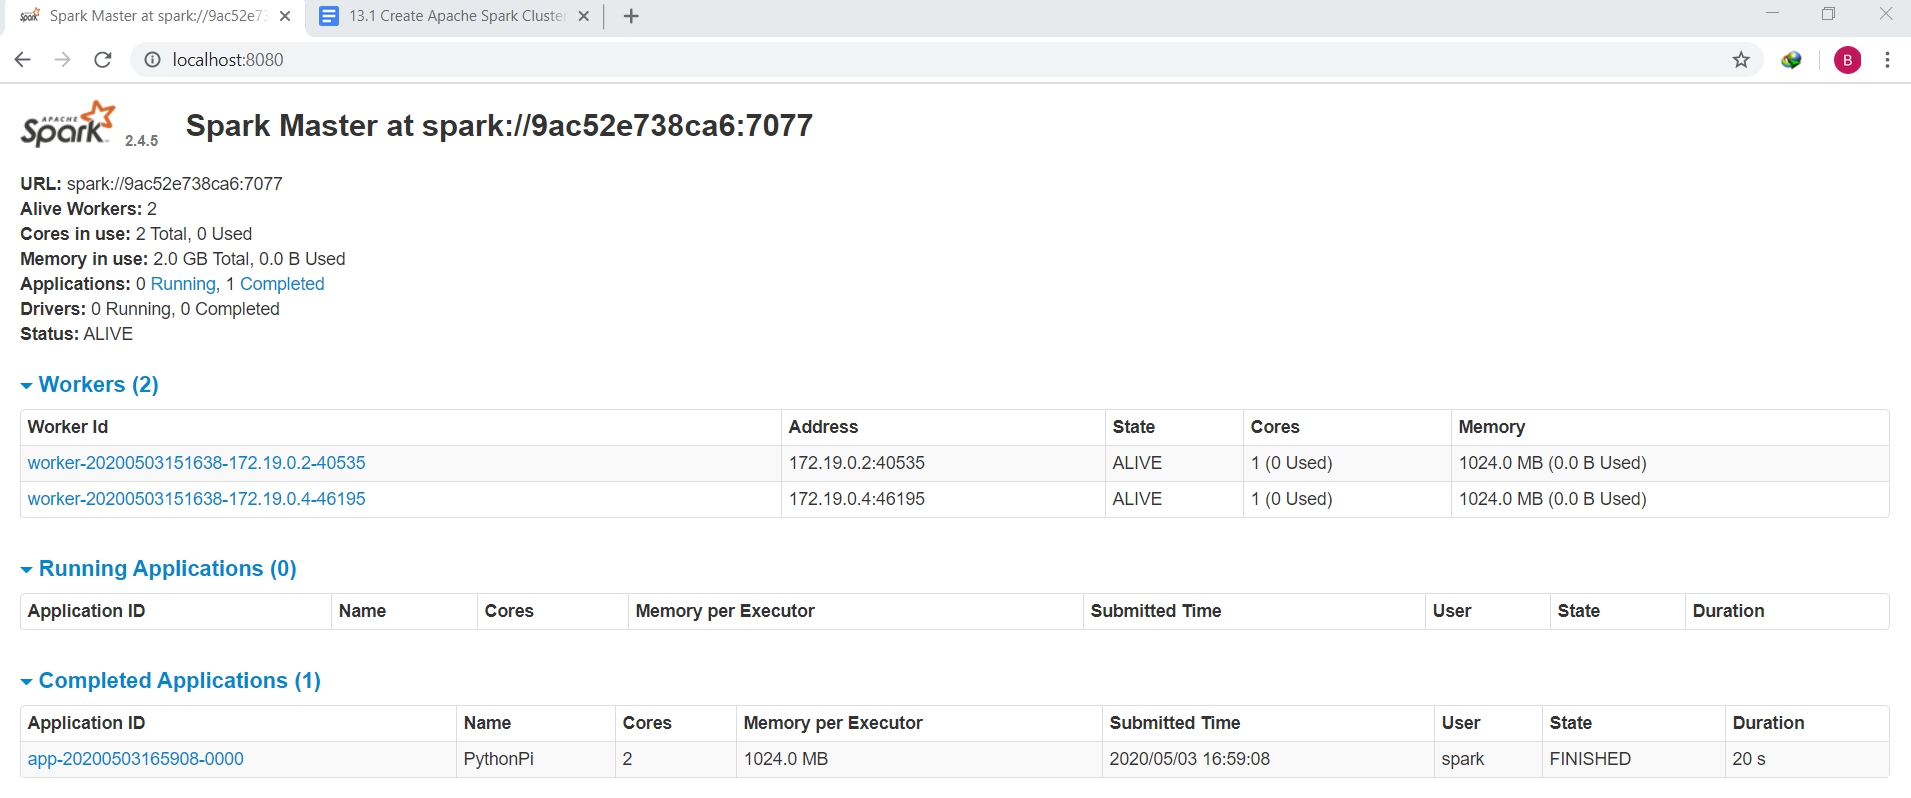 Spark Master at spark://9ac52e73
13.1 Create Apache Spark Cluster
localhost:8080
B
APACHE
Spark 2.4.5 Spark Master at spark://9ac52e738ca6:7077
URL: spark://9ac52e738ca6:7077
Alive Workers: 2
Cores in use: 2 Total, 0 Used
Memory in use: 2.0 GB Total, 0.0 B Used
Applications: 0 Running, 1 Completed
Drivers: 0 Running, 0 Completed
Status: ALIVE
Workers (2)
Worker Id Address State Cores Memory
worker-20200503151638-172.19.0.2-40535 172.19.0.2:40535 ALIVE 1 (0 Used) 1024.0 MB (0.0 B Used)
worker-20200503151638-172.19.0.4-46195 172.19.0.4:46195 ALIVE 1 (0 Used) 1024.0 MB (0.0 B Used)
Running Applications (0)
Application ID Name Cores Memory per Executor Submitted Time User State Duration
Completed Applications (1)
Application ID Name Cores Memory per Executor Submitted Time User State Duration
app-20200503165908-0000 PythonPi 2 1024.0 MB 2020/05/03 16:59:08 spark FINISHED 20 s